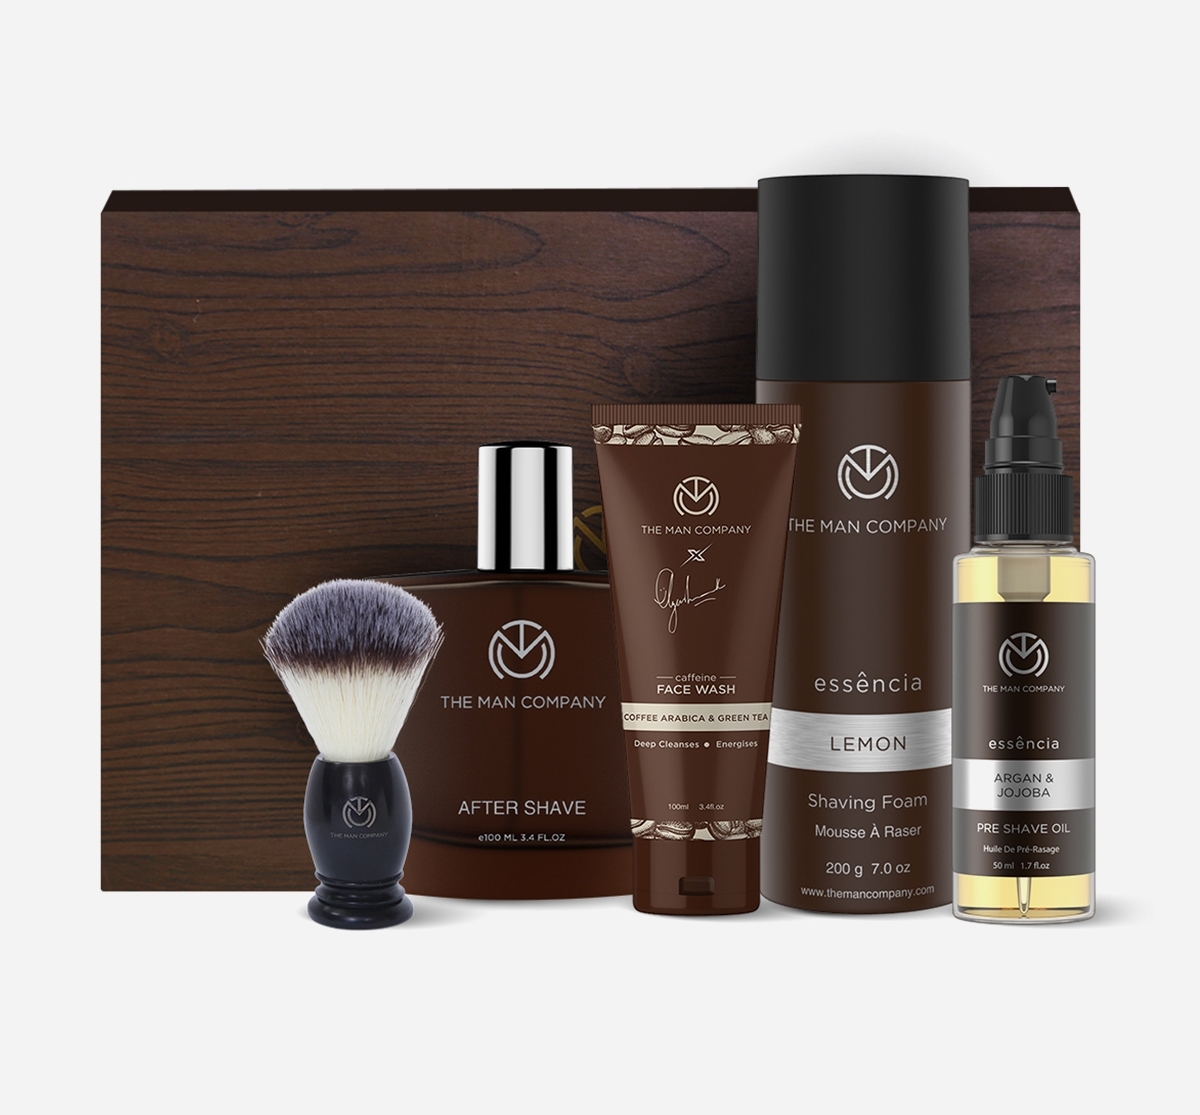 THE MAN COMPANY
THE MAN COMPANY
AFTER SHAVE
e100 ML 3.4 FL.OZ
THE MAN COMPANY
X
caffeine
FACE WASH
COFFEE ARABICA & GREEN TEA
Deep Cleanses • Energises
100ml 3.4fl.oz
THE MAN COMPANY
essência
LEMON
Shaving Foam
Mousse À Raser
200 g 7.0 oz
www.themancompany.com
THE MAN COMPANY
essência
ARGAN &
JOJOBA
PRE SHAVE OIL
Huile De Pré-Rasage
50 ml 1.7 fl.oz